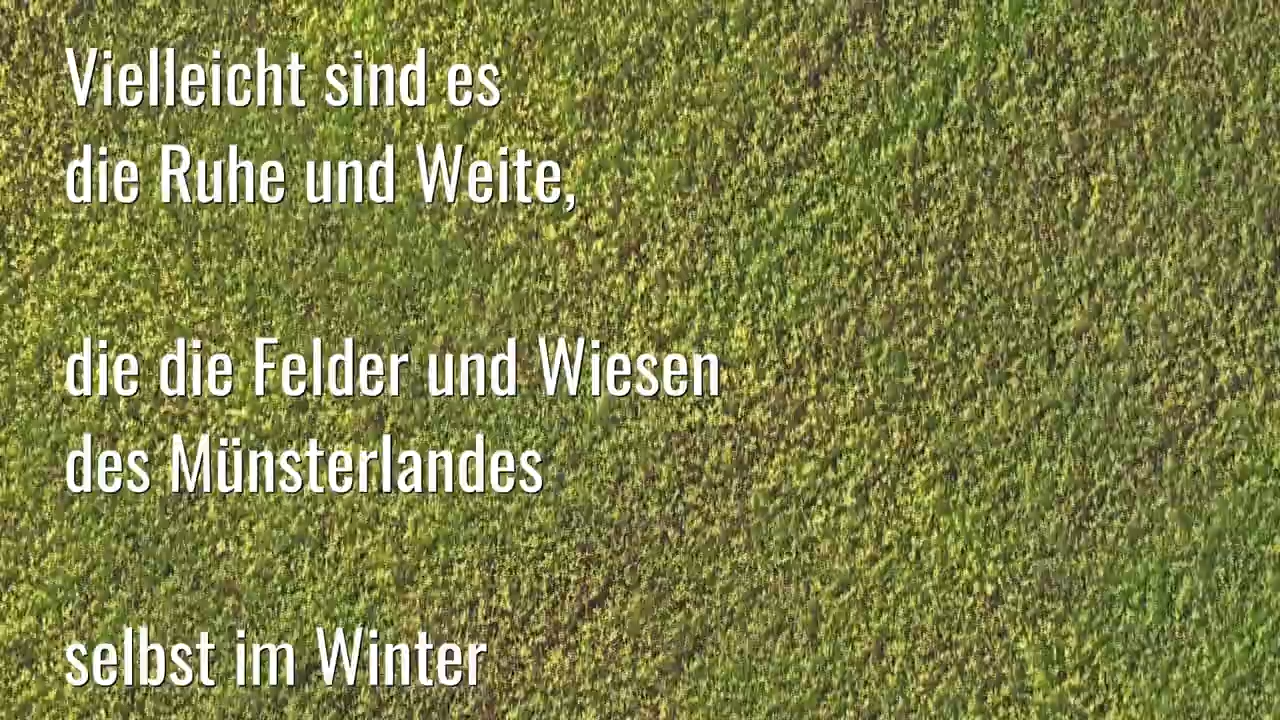 Vielleicht sind es
die Ruhe und Weite,
die die Felder und Wiesen
des Münsterlandes
selbst im Winter